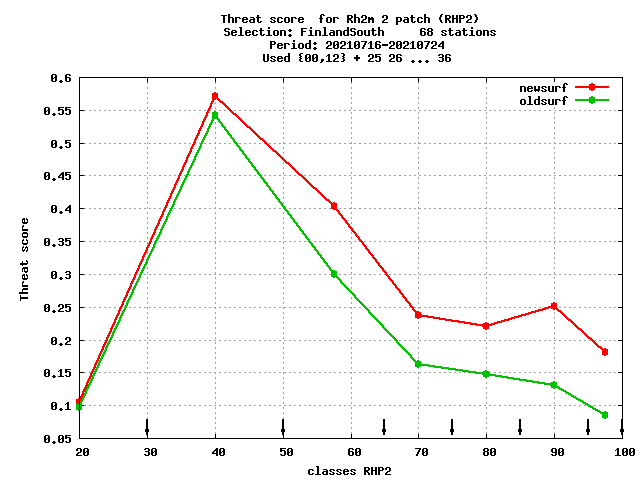 Threat score  for Rh2m 2 patch (RHP2)
Selection: FinlandSouth     68 stations
Period: 20210716-20210724
Used {00,12} + 25 26 ... 36
newsurf
oldsurf
0.6
0.55
0.5
0.45
0.4
0.35
0.3
0.25
0.2
0.15
0.1
0.05
Threat score
20 30 40 50 60 70 80 90 100
classes RHP2